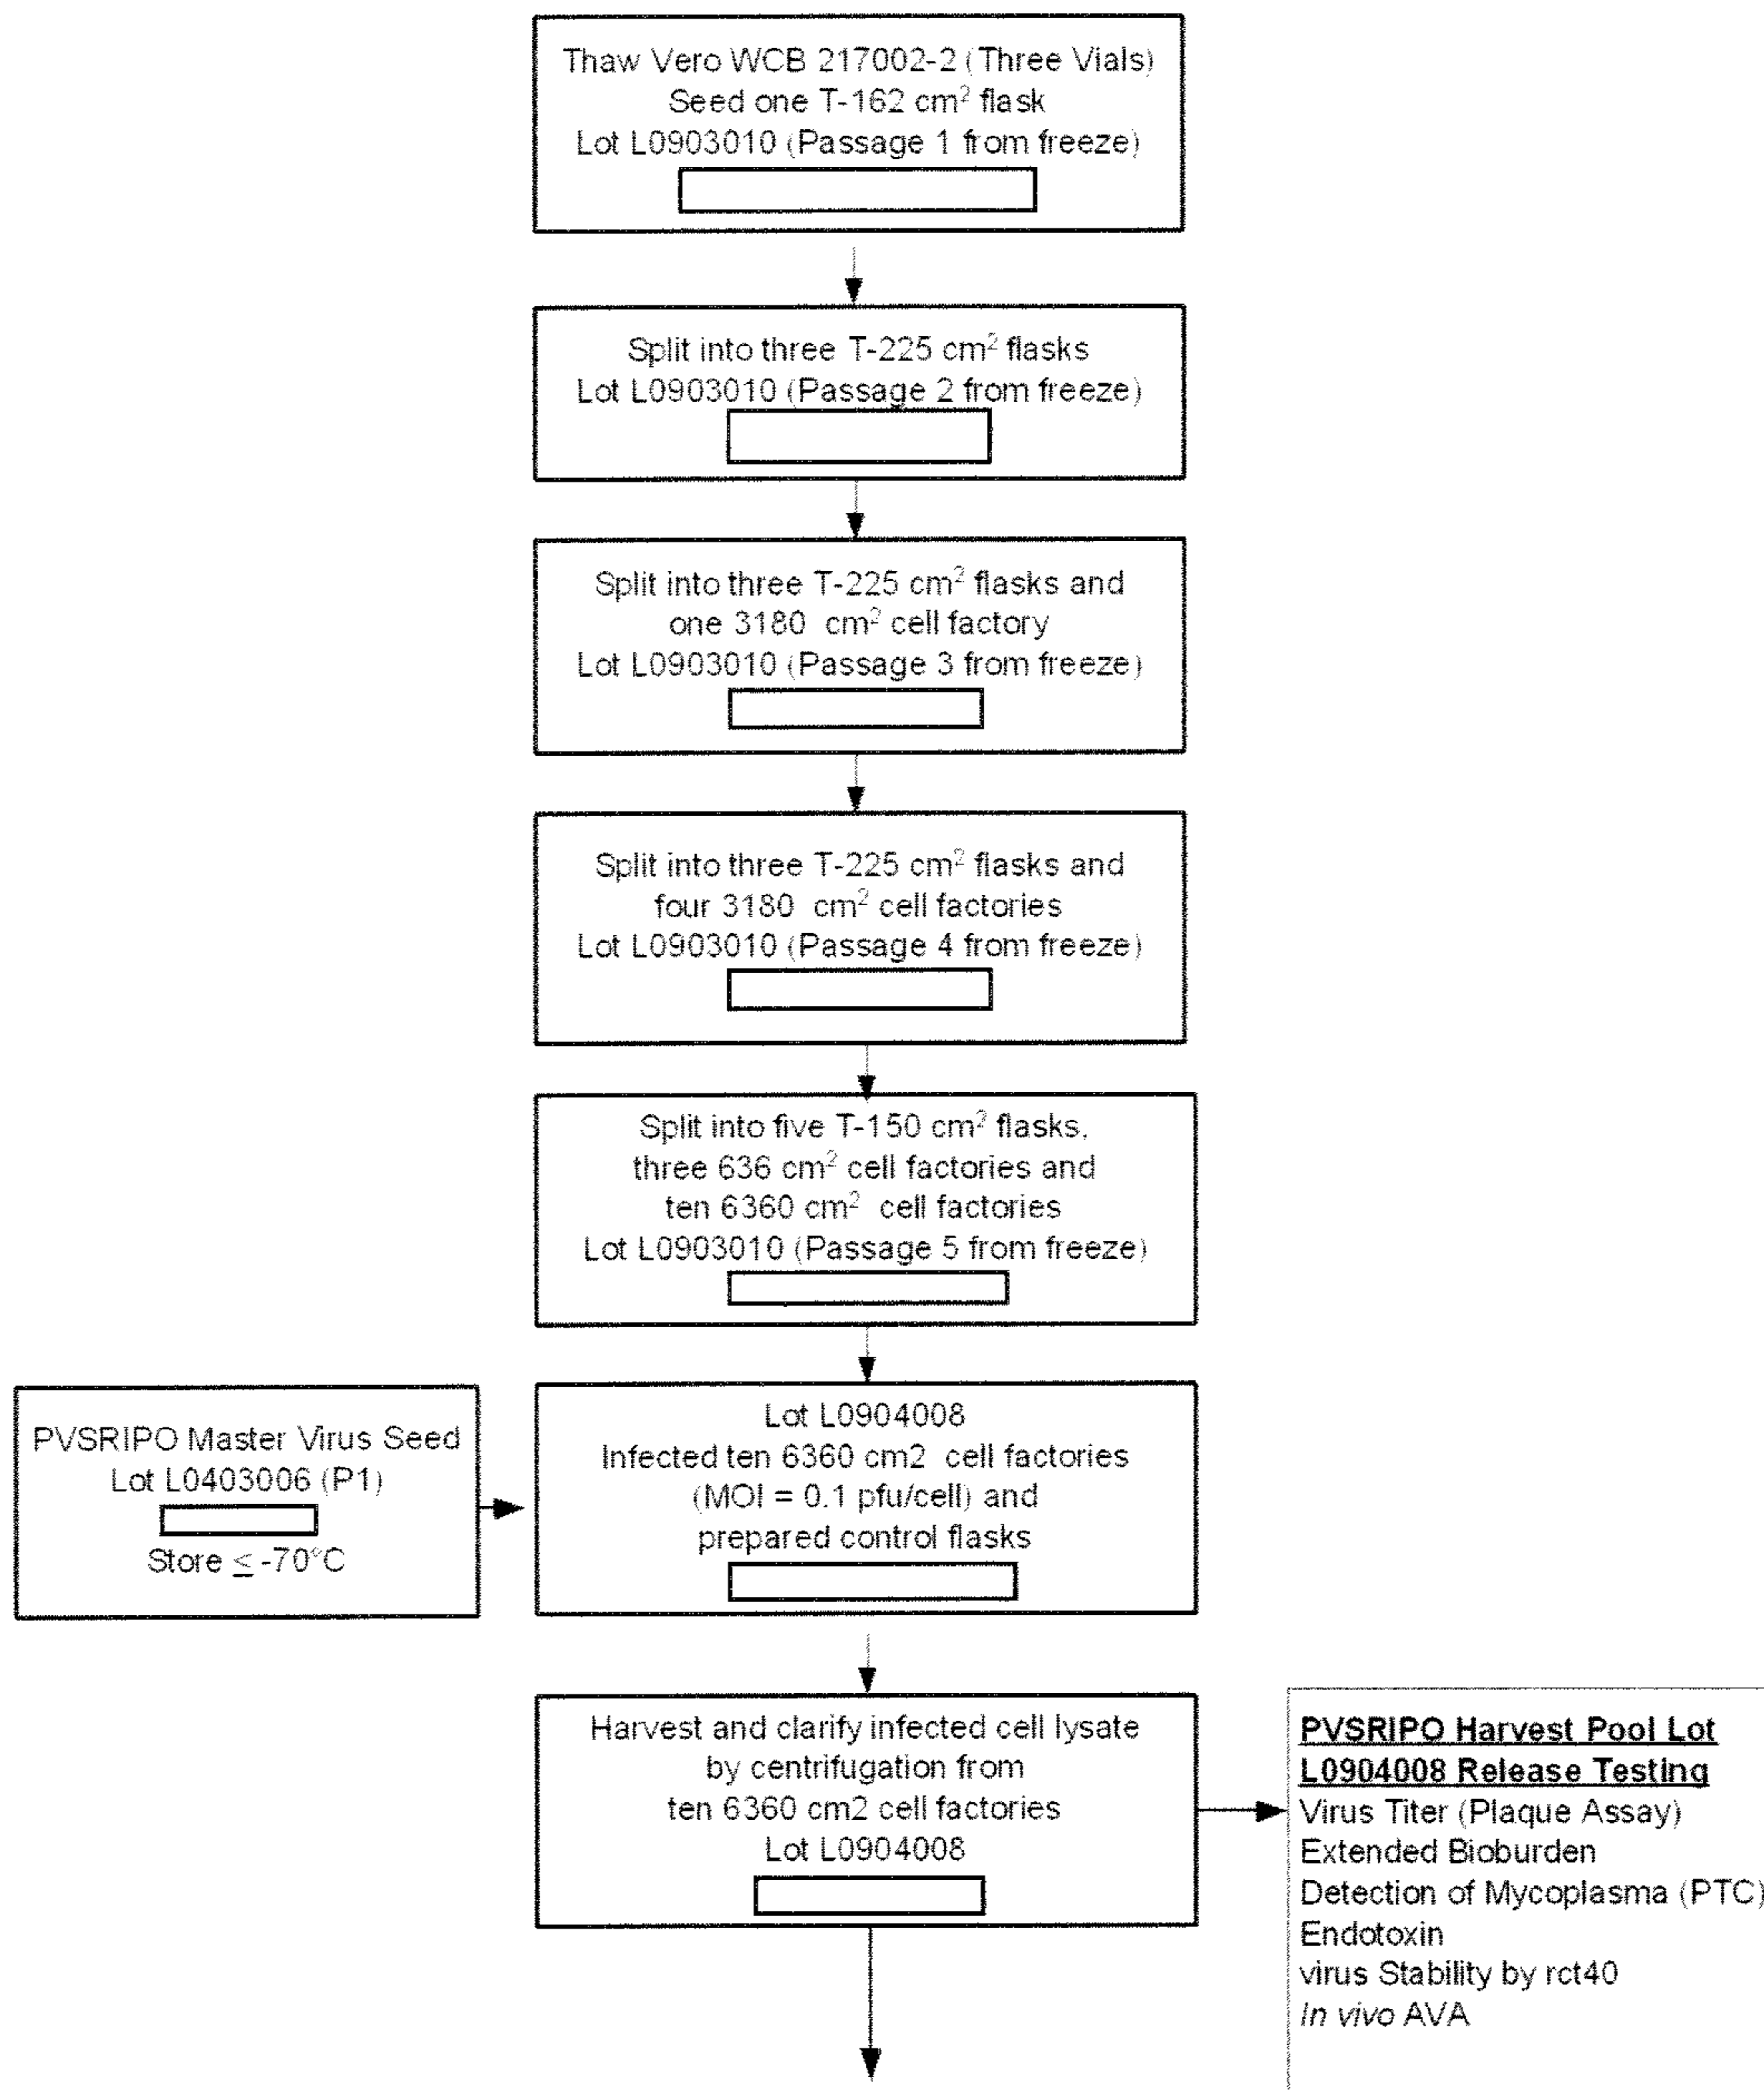 Thaw Vero WCB 217002-2 (Three Vials)
Seed one T-162 cm² flask
Lot L0903010 (Passage 1 from freeze)
Split into three T-225 cm² flasks
Lot L0903010 (Passage 2 from freeze)
Split into three T-225 cm² flasks and
one 3180 cm² cell factory
Lot L0903010 (Passage 3 from freeze)
Split into three T-225 cm² flasks and
four 3180 cm² cell factories
Lot L0903010 (Passage 4 from freeze)
Split into five T-150 cm² flasks,
three 636 cm² cell factories and
ten 6360 cm² cell factories
Lot L0903010 (Passage 5 from freeze)
PVSRIPO Master Virus Seed
Lot L0403006 (P1)
Store ≤ -70°C
Lot L0904008
Infected ten 6360 cm2 cell factories
(MOI = 0.1 pfu/cell) and
prepared control flasks
Harvest and clarify infected cell lysate
by centrifugation from
ten 6360 cm2 cell factories
Lot L0904008
PVSRIPO Harvest Pool Lot
L0904008 Release Testing
Virus Titer (Plaque Assay)
Extended Bioburden
Detection of Mycoplasma (PTC)
Endotoxin
virus Stability by rct40
In vivo AVA